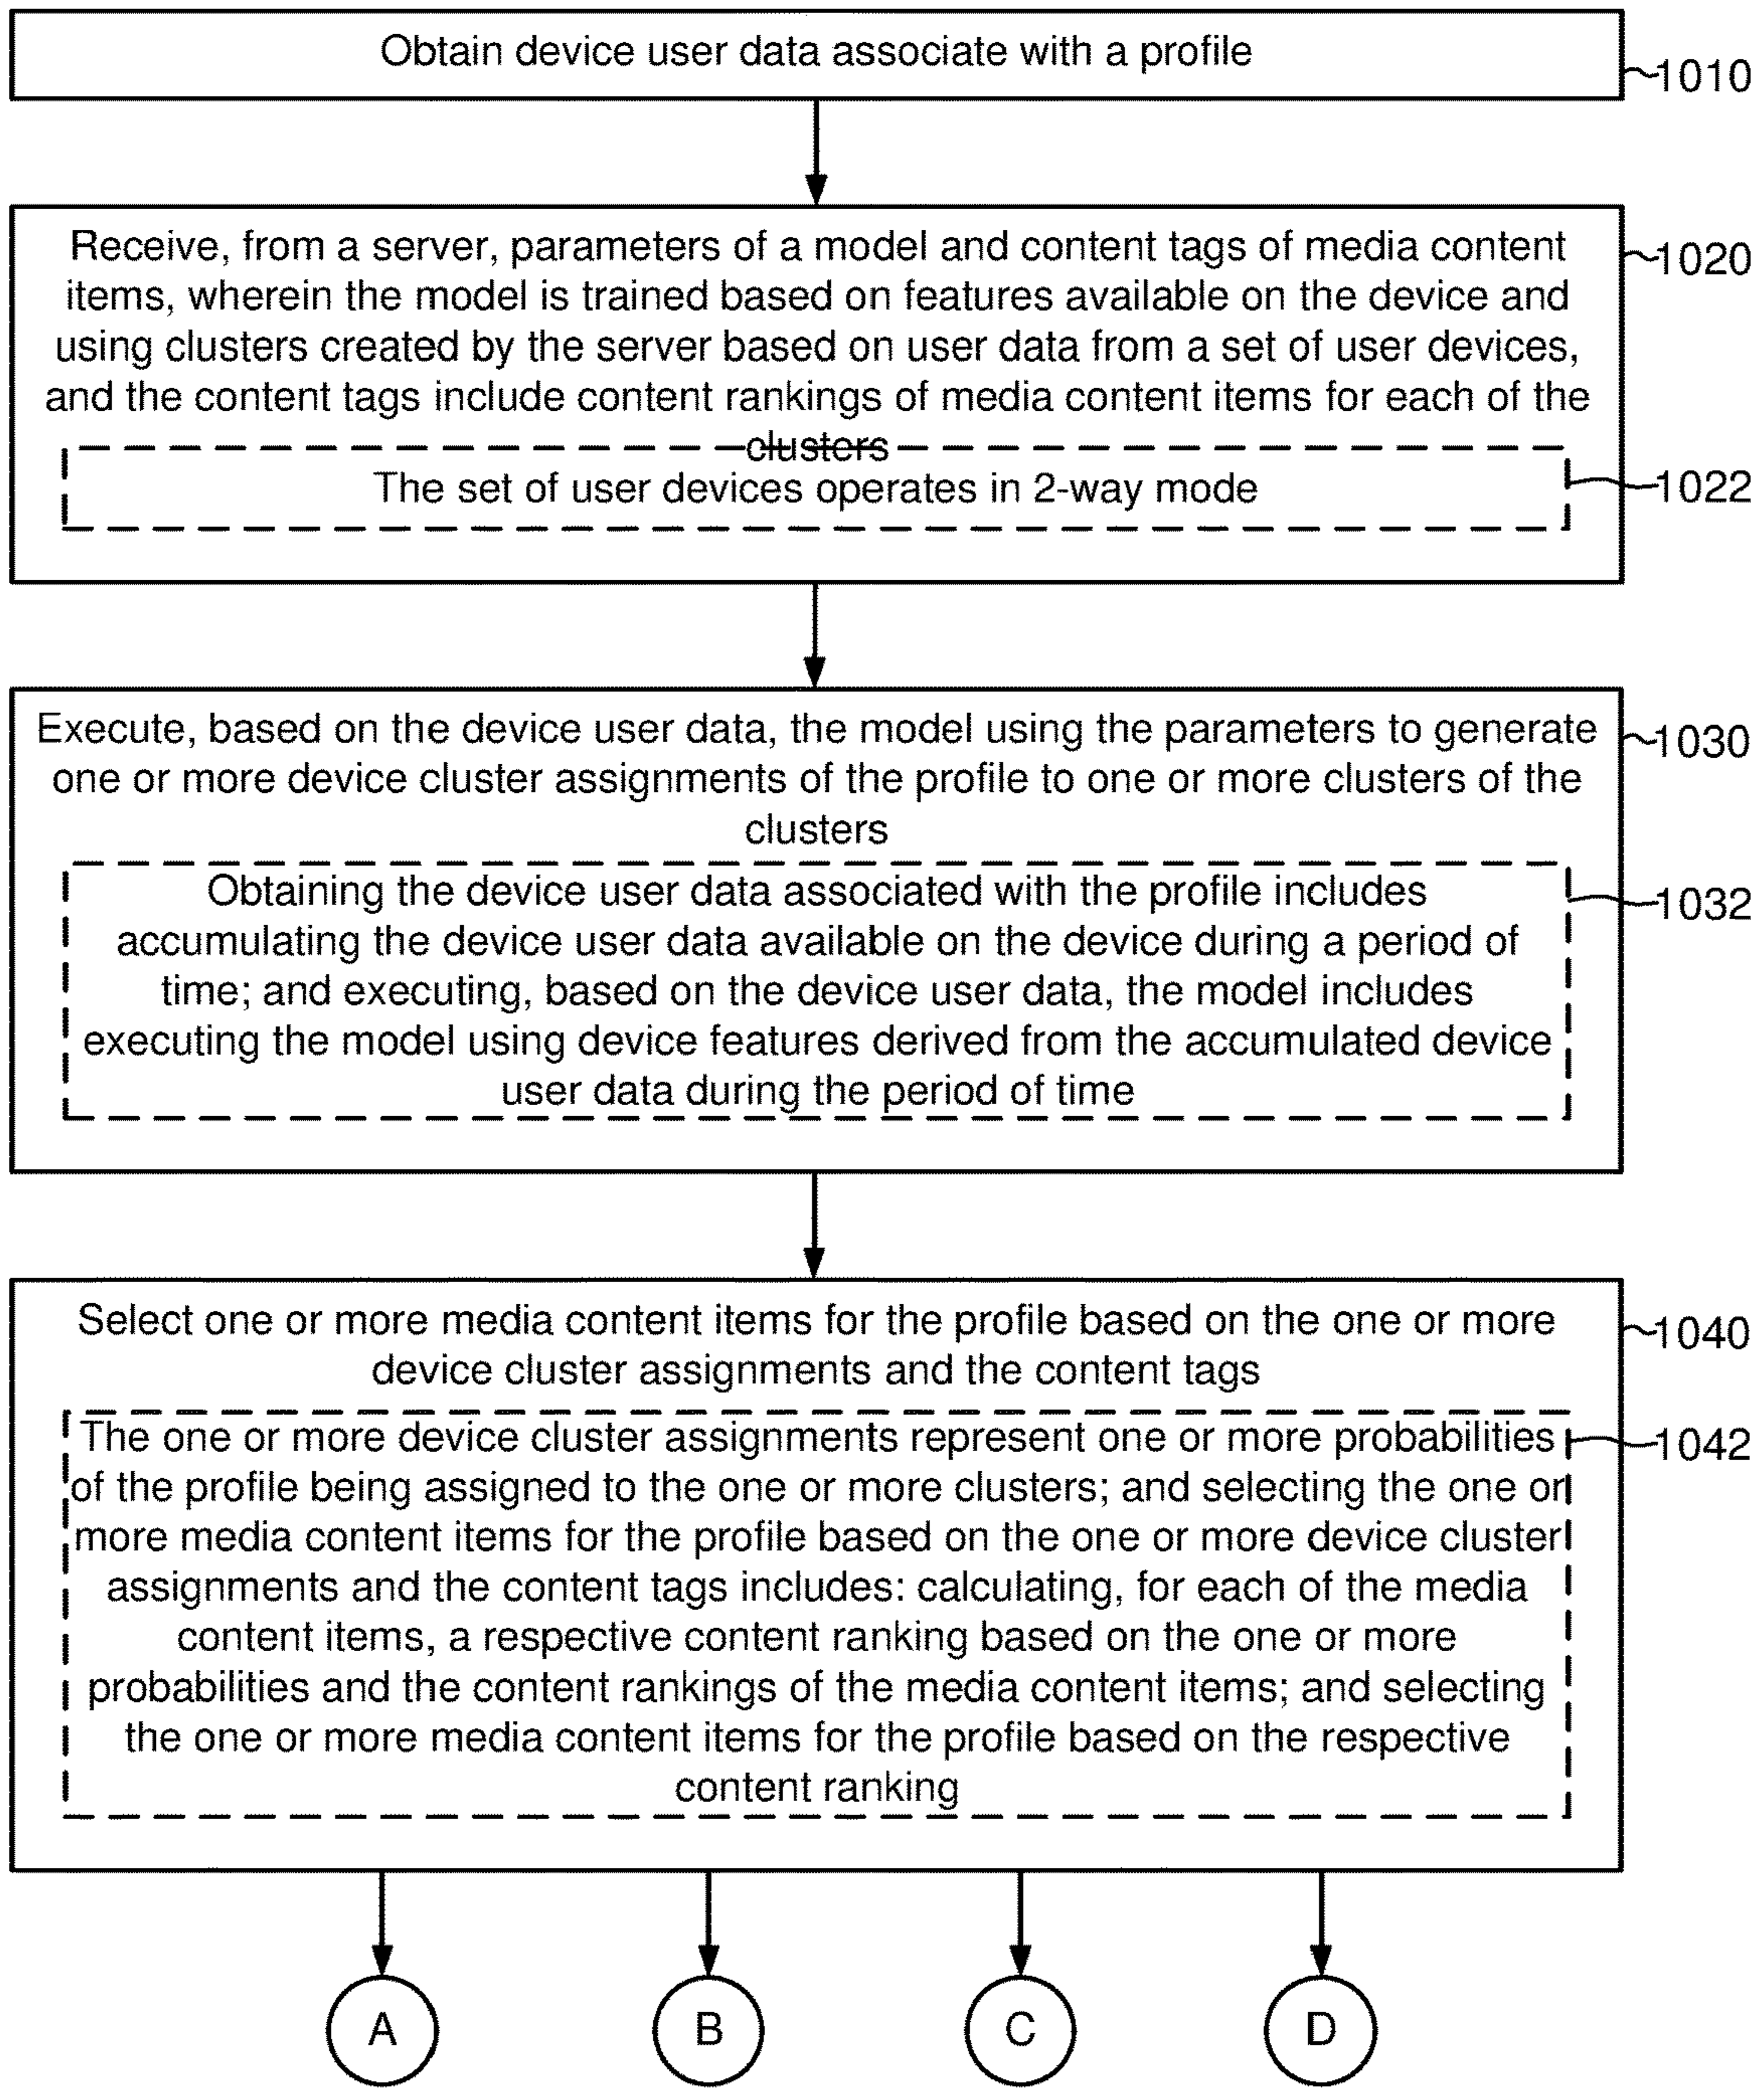 Obtain device user data associate with a profile
1010
Receive, from a server, parameters of a model and content tags of media content
1020
items, wherein the model is trained based on features available on the device and
using clusters created by the server based on user data from a set of user devices,
and the content tags include content rankings of media content items for each of the
clusters
The set of user devices operates in 2-way mode
1022
Execute, based on the device user data, the model using the parameters to generate
1030
one or more device cluster assignments of the profile to one or more clusters of the
clusters
Obtaining the device user data associated with the profile includes
1032
accumulating the device user data available on the device during a period of
time; and executing, based on the device user data, the model includes
executing the model using device features derived from the accumulated device
user data during the period of time
Select one or more media content items for the profile based on the one or more
1040
device cluster assignments and the content tags
The one or more device cluster assignments represent one or more probabilities
1042
of the profile being assigned to the one or more clusters; and selecting the one or
more media content items for the profile based on the one or more device cluster
assignments and the content tags includes: calculating, for each of the media
content items, a respective content ranking based on the one or more
probabilities and the content rankings of the media content items; and selecting
the one or more media content items for the profile based on the respective
content ranking
A
B
C
D